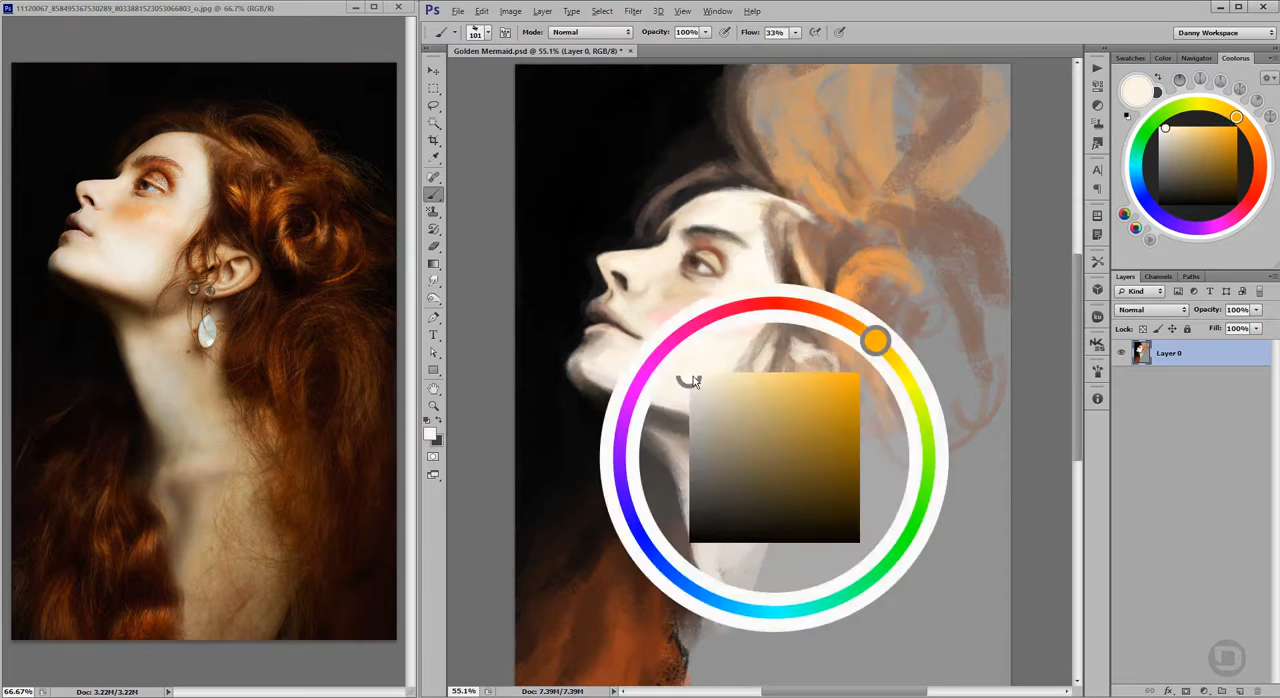 11120067_858495367530289_8033881523053066803_o.jpg @ 66.7% (RGB/8)
Ps File Edit Image Layer Type Select Filter 3D View Window Help
101 Mode: Normal Opacity: 100% Flow: 33% Danny Workspace
Golden Mermaid.psd @ 55.1% (Layer 0, RGB/8) *
Swatches Color Navigator Coolorus
Layers Channels Paths
Kind
Normal Opacity: 100%
Lock: Fill: 100%
Layer 0
66.67% Doc: 3.22M/3.22M
55.1% Doc: 7.39M/7.39M